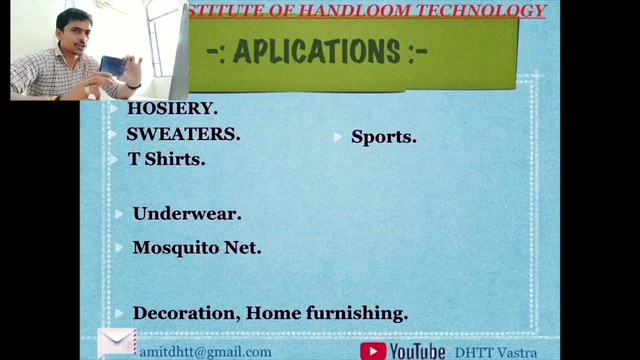 STITUTE OF HANDLOOM TECHNOLOGY
-: APLICATIONS :-
HOSIERY.
SWEATERS.
Sports.
T Shirts.
Underwear.
Mosquito Net.
Decoration, Home furnishing.
amitdhtt@gmail.com
YouTube DHTT Vastra